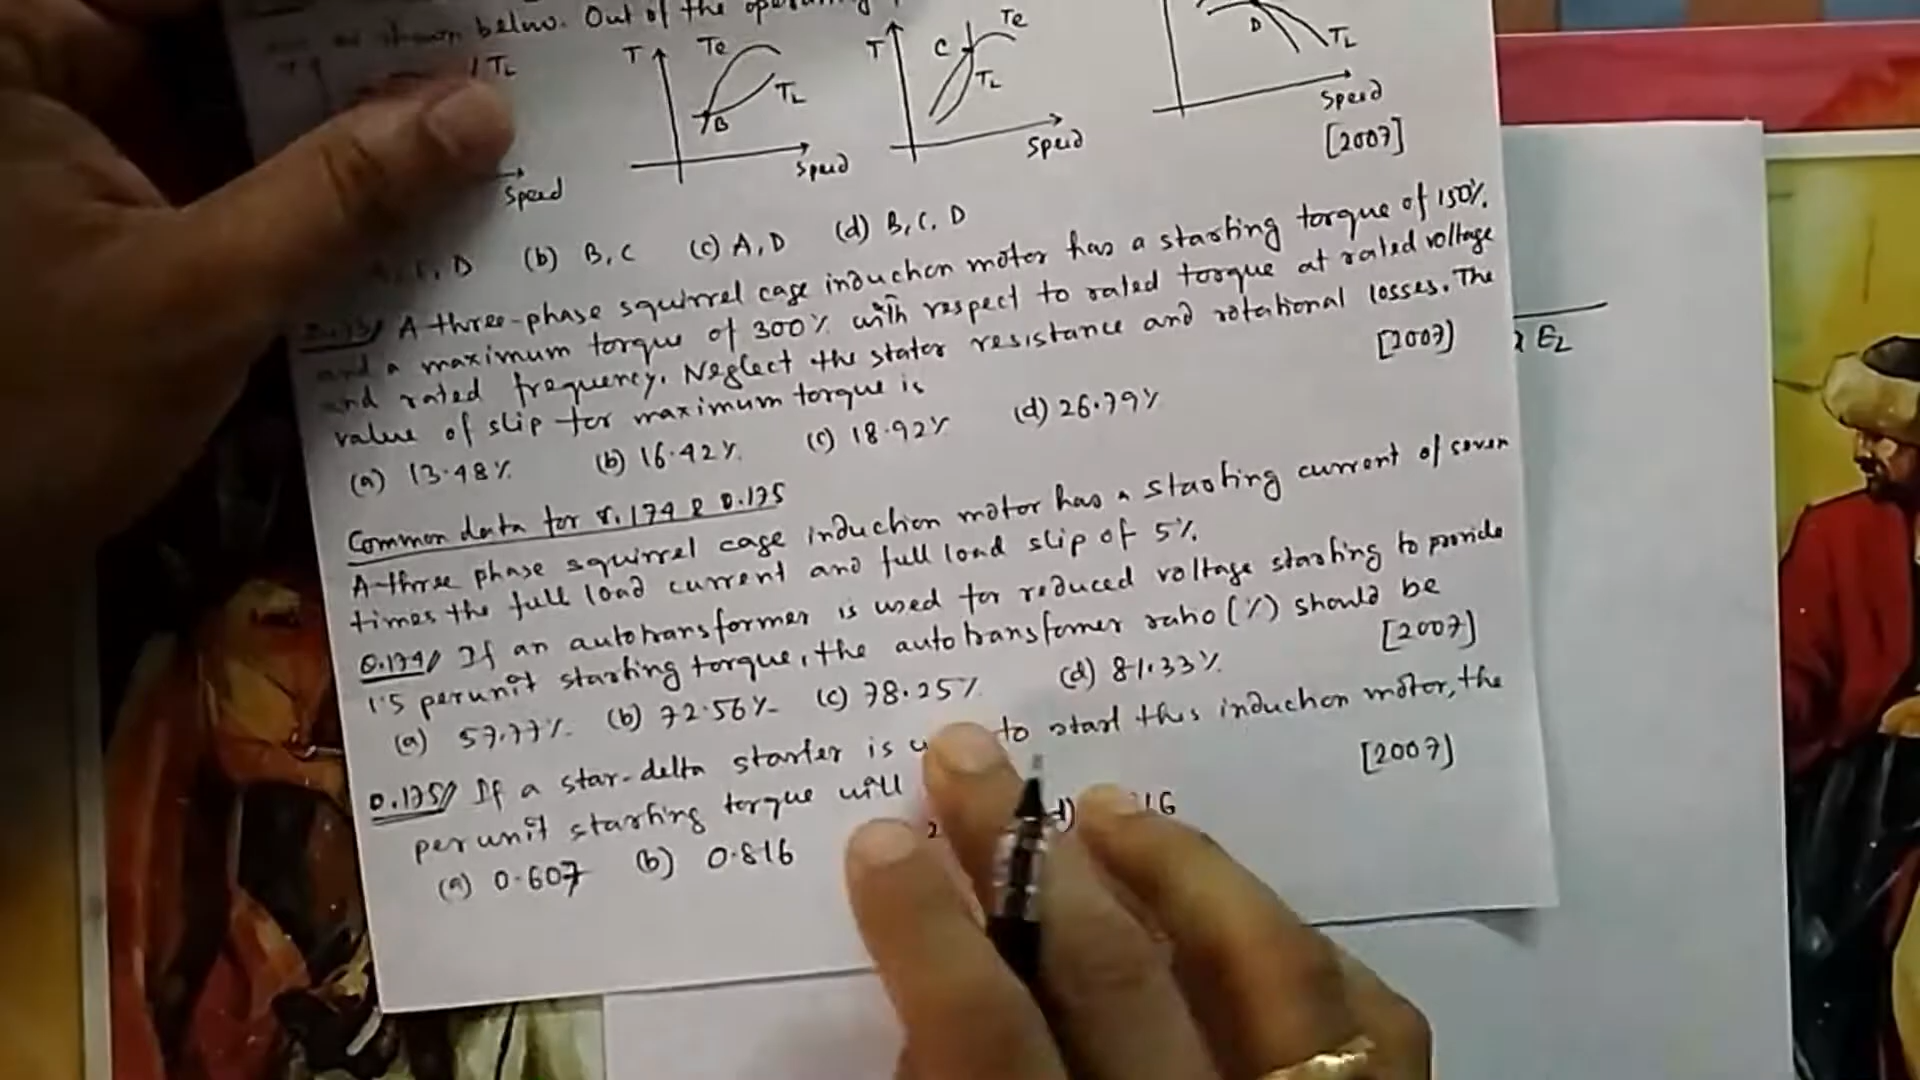 shown below. Out of the operating
T
TL
Speed
T
Te
TL
B
Speed
T
C
Te
TL
Speed
D
TL
Speed
[2007]
D (b) B, C (c) A, D (d) B, C, D
A three-phase squirrel cage induction motor has a starting torque of 150%.
and a maximum torque of 300% with respect to rated torque at rated voltage
and rated frequency. Neglect the stator resistance and rotational losses. The
value of slip for maximum torque is [2007]
(a) 13.48% (b) 16.42% (c) 18.92% (d) 26.79%
Common data for Q.174 & Q.175
A three phase squirrel cage induction motor has a starting current of seven
times the full load current and full load slip of 5%.
Q.174 If an autotransformer is used for reduced voltage starting to provide
1.5 per unit starting torque, the autotransfomer ratio (%) should be
(a) 57.77% (b) 72.56% (c) 78.25% (d) 81.33% [2007]
Q.175 If a star-delta starter is to start this induction motor, the
per unit starting torque will [2007]
(a) 0.607 (b) 0.816 2 d) 16
E2